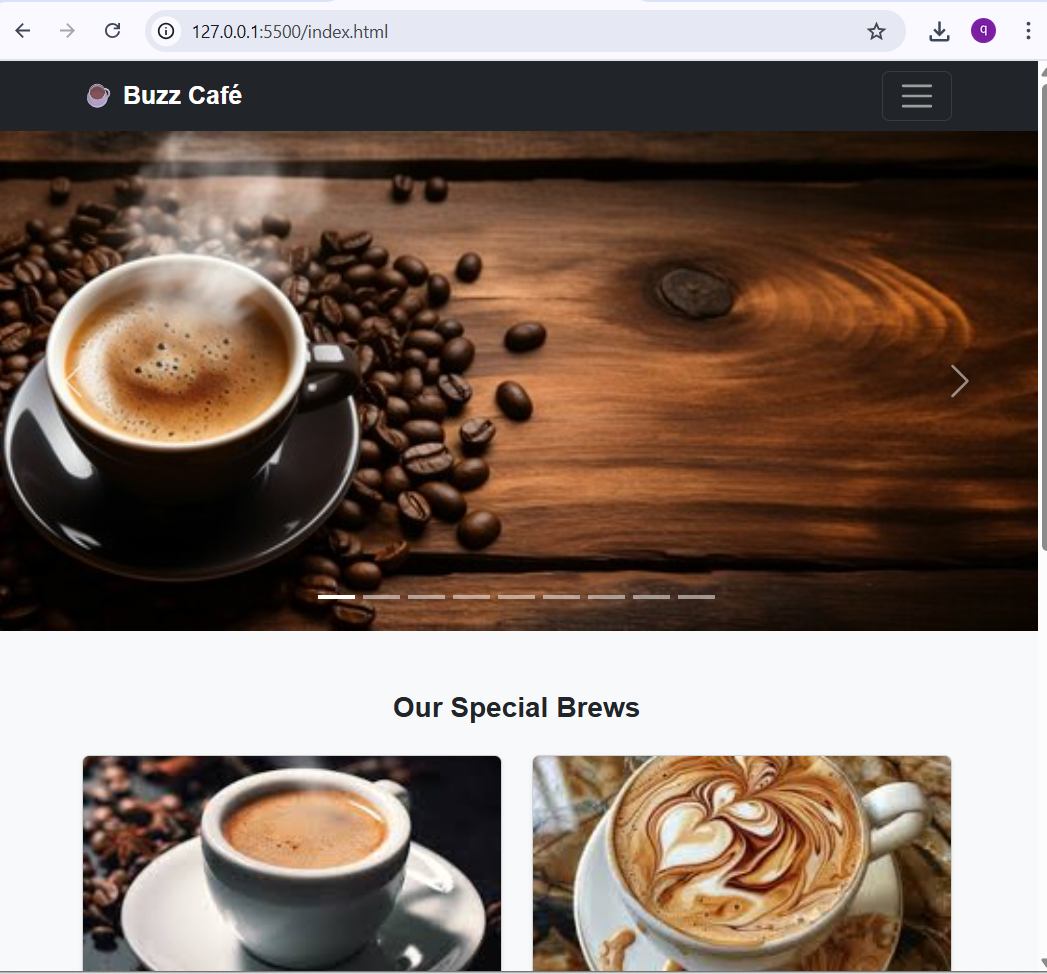 127.0.0.1:5500/index.html
q
Buzz Café
Our Special Brews